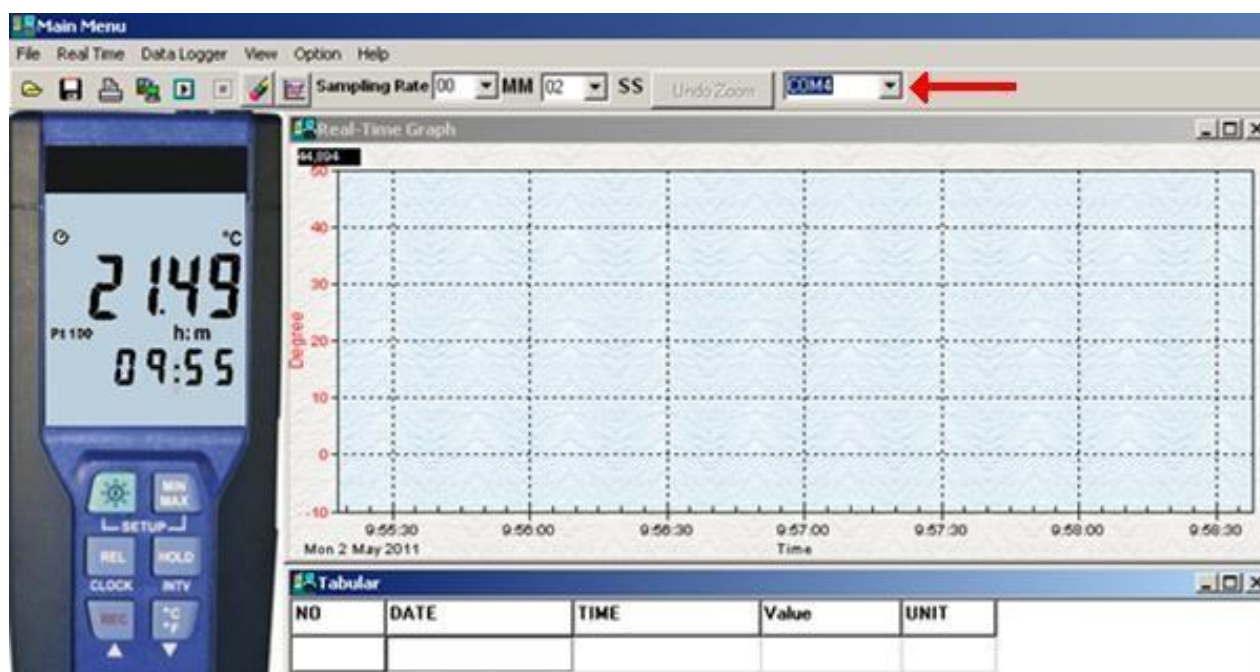 Main Menu
File Real Time Data Logger View Option Help
Sampling Rate 00 MM 02 SS Undo Zoom COM4
Real-Time Graph
44,894
50
40
°C
21.49
30
Pt 100 h:m
Degree
20
09:55
10
0
-10
9:55:30 9:56:00 9:56:30 9:57:00 9:57:30 9:58:00 9:58:30
Mon 2 May 2011 Time
MIN
MAX
SETUP
REL HOLD
CLOCK INTV
REC °C
°F
Tabular
NO DATE TIME Value UNIT